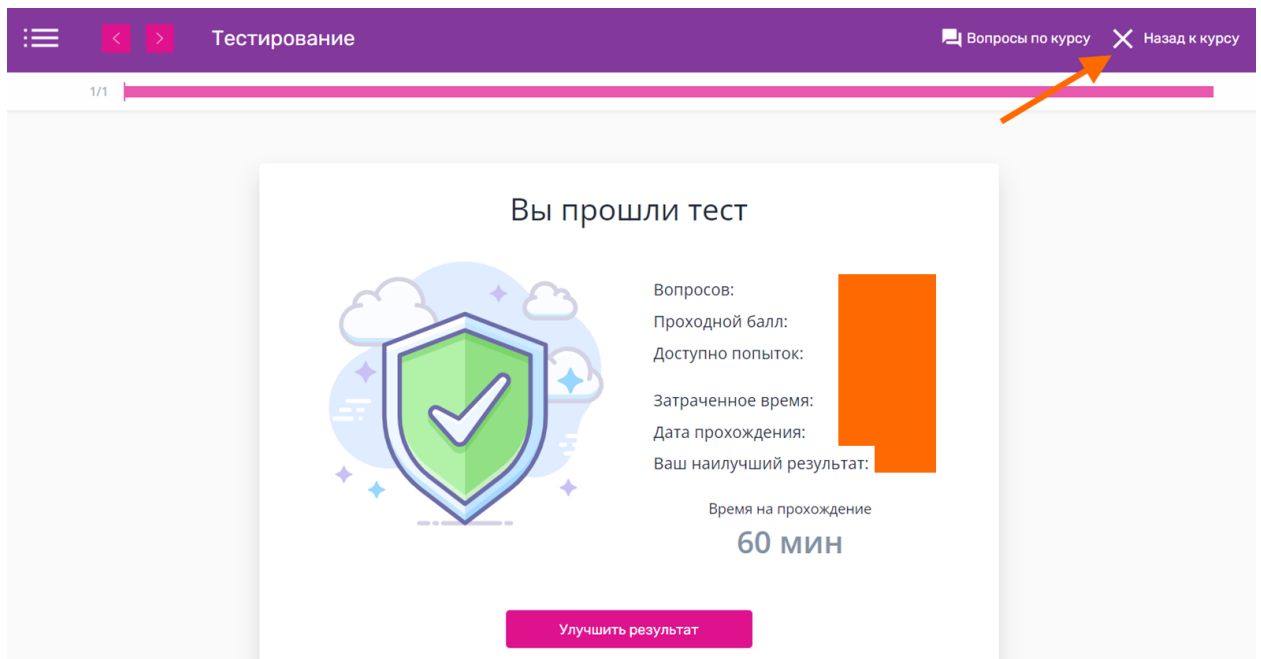 Тестирование
Вопросы по курсу
Назад к курсу
1/1
Вы прошли тест
Вопросов:
Проходной балл:
Доступно попыток:
Затраченное время:
Дата прохождения:
Ваш наилучший результат:
Время на прохождение
60 мин
Улучшить результат